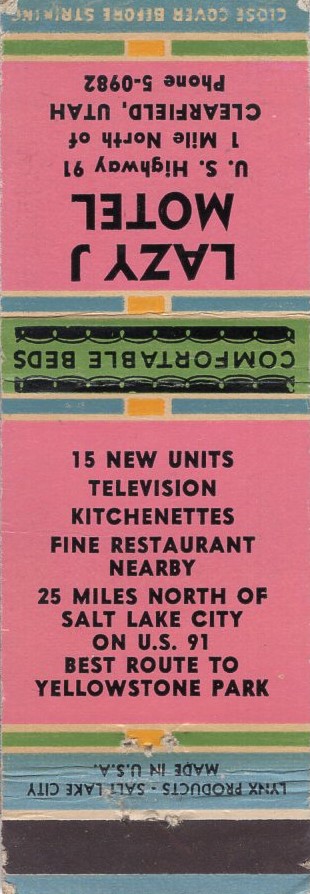 CLOSE COVER BEFORE STRIKING
LAZY J
MOTEL
U. S. Highway 91
1 Mile North of
CLEARFIELD, UTAH
Phone 5-0982
COMFORTABLE BEDS
15 NEW UNITS
TELEVISION
KITCHENETTES
FINE RESTAURANT
NEARBY
25 MILES NORTH OF
SALT LAKE CITY
ON U.S. 91
BEST ROUTE TO
YELLOWSTONE PARK
LYNX PRODUCTS - SALT LAKE CITY
MADE IN U.S.A.